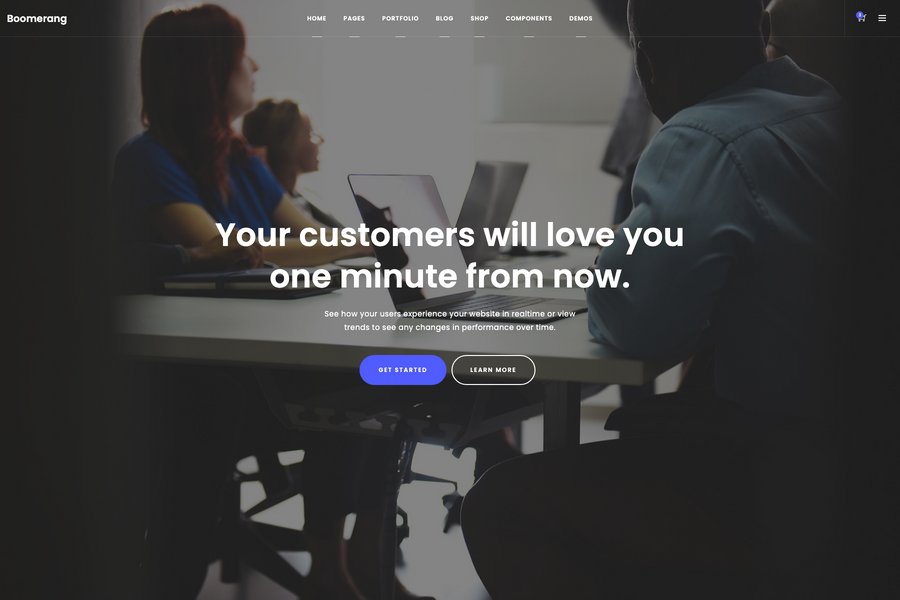 Boomerang
HOME PAGES PORTFOLIO BLOG SHOP COMPONENTS DEMOS
Your customers will love you
one minute from now.
See how your users experience your website in realtime or view
trends to see any changes in performance over time.
GET STARTED LEARN MORE